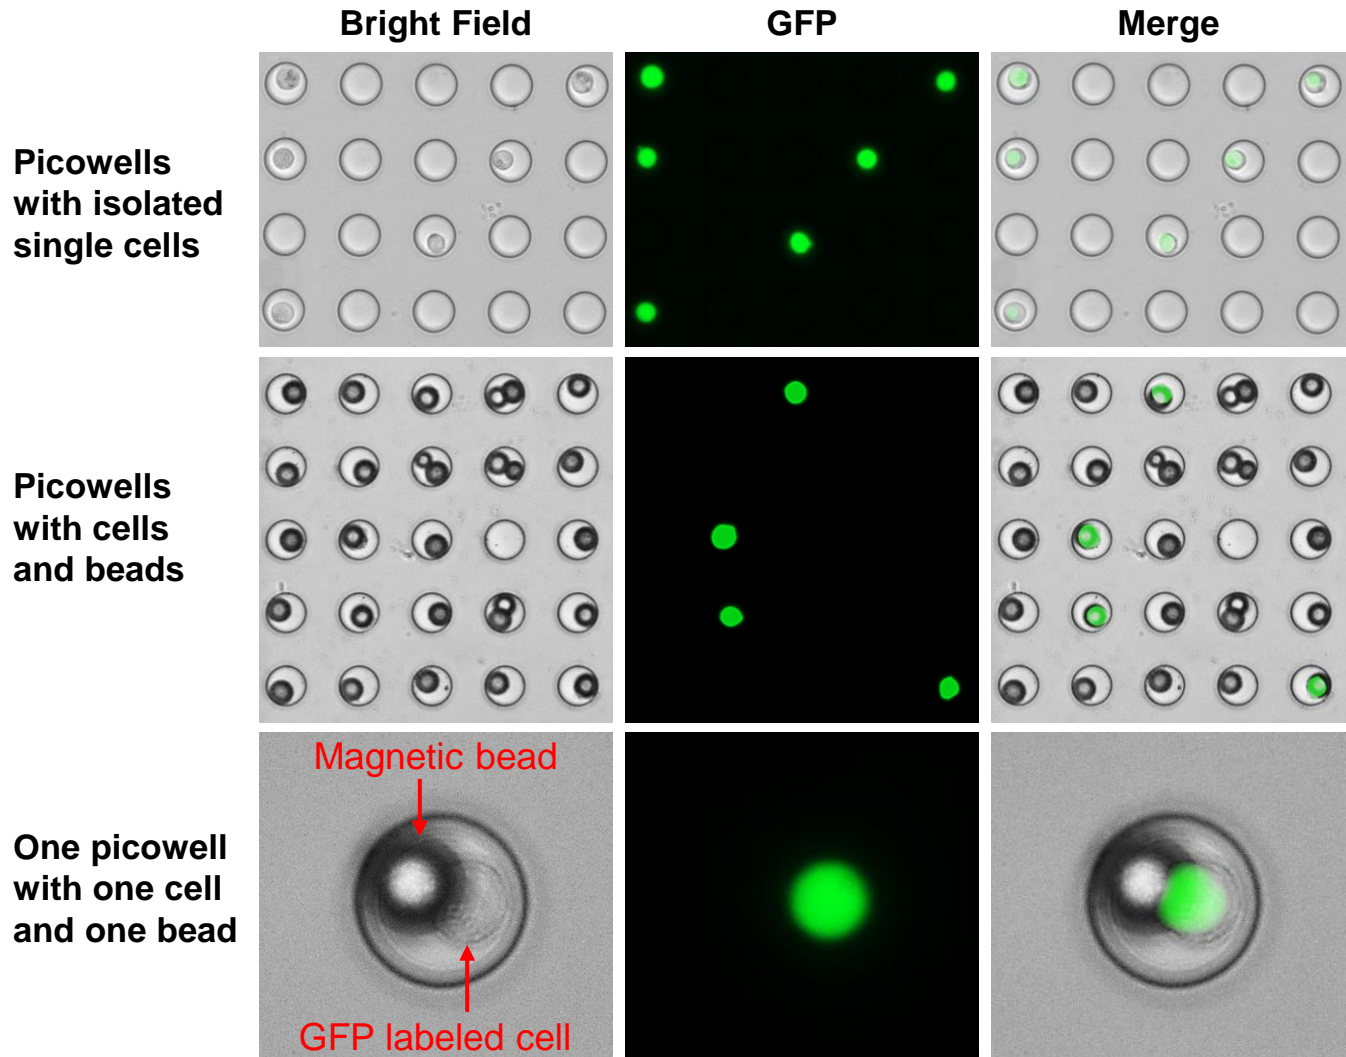 Bright Field
GFP
Merge
Picowells
with isolated
single cells
Picowells
with cells
and beads
One picowell
with one cell
and one bead
Magnetic bead
GFP labeled cell